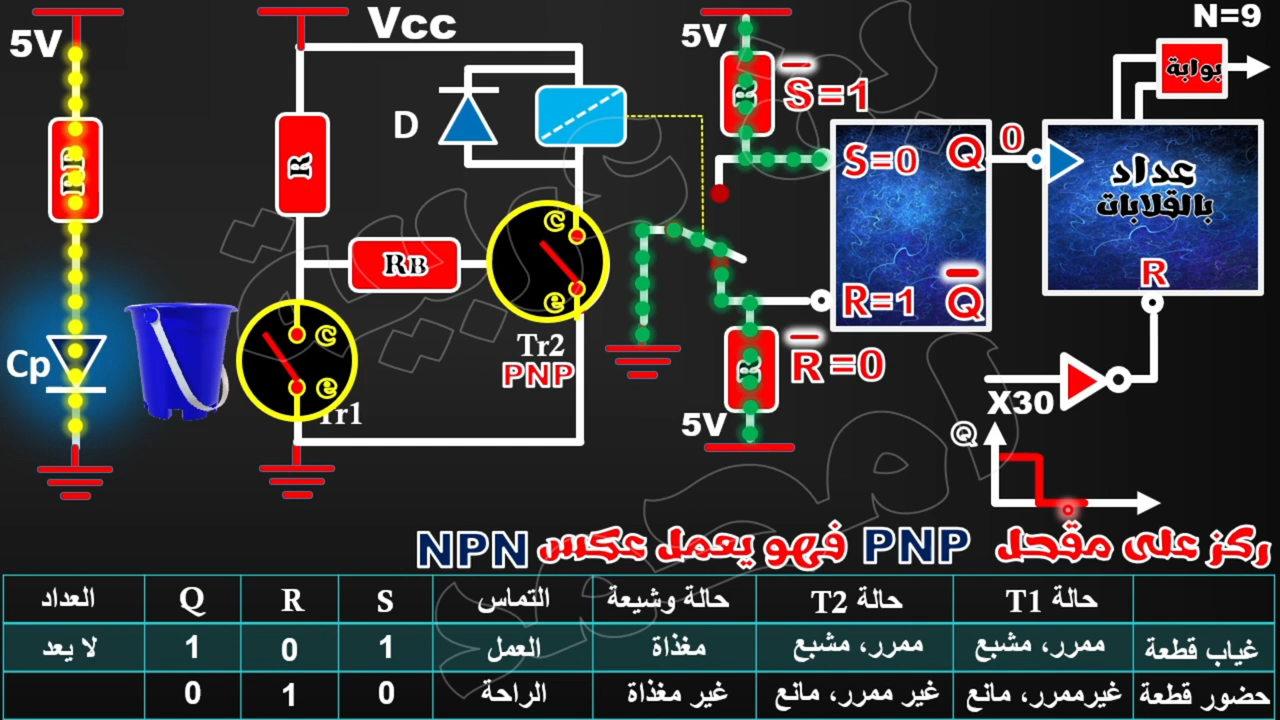 5V
RP
Cp
Vcc
R
RB
D
C
e
Tr1
C
e
Tr2
PNP
5V
R
S=1
S=0
Q
0
R=1
Q
R
R=0
5V
N=9
بوابة
عداد
بالقلابات
R
X30
Q
ركز على مقحل PNP فهو يعمل عكس NPN
حالة T1 حالة T2 حالة وشيعة التماس S R Q العداد
غياب قطعة ممرر، مشبع ممرر، مشبع مغذاة العمل 1 0 1 لا يعد
حضور قطعة غيرممرر، مانع غير ممرر، مانع غير مغذاة الراحة 0 1 0